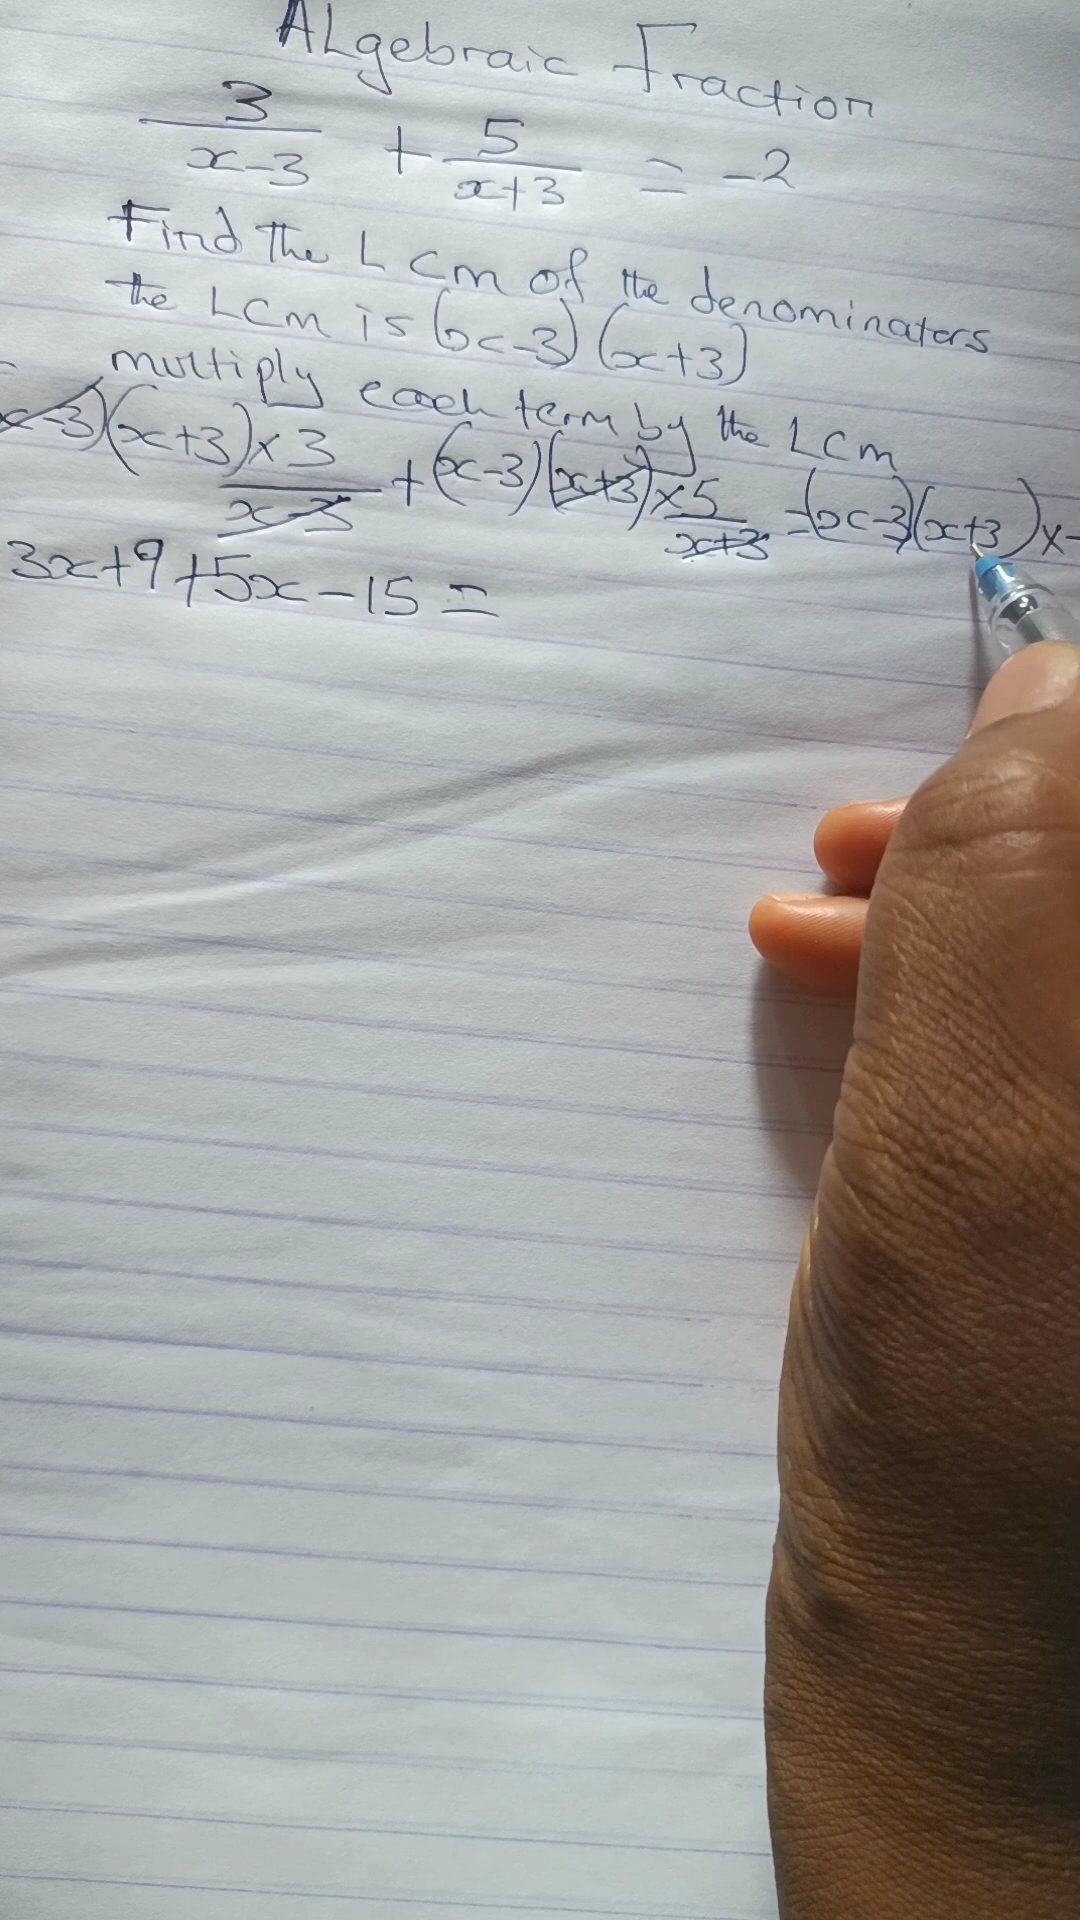 ALgebraic Fraction
3/(x-3) + 5/(x+3) = -2
Find the LCM of the denominators
the LCM is (x-3)(x+3)
multiply each term by the LCM
x-3)(x+3)×3/(x-3) + (x-3)(x+3)×5/(x+3) = (x-3)(x+3)×-
3x+9+5x-15=